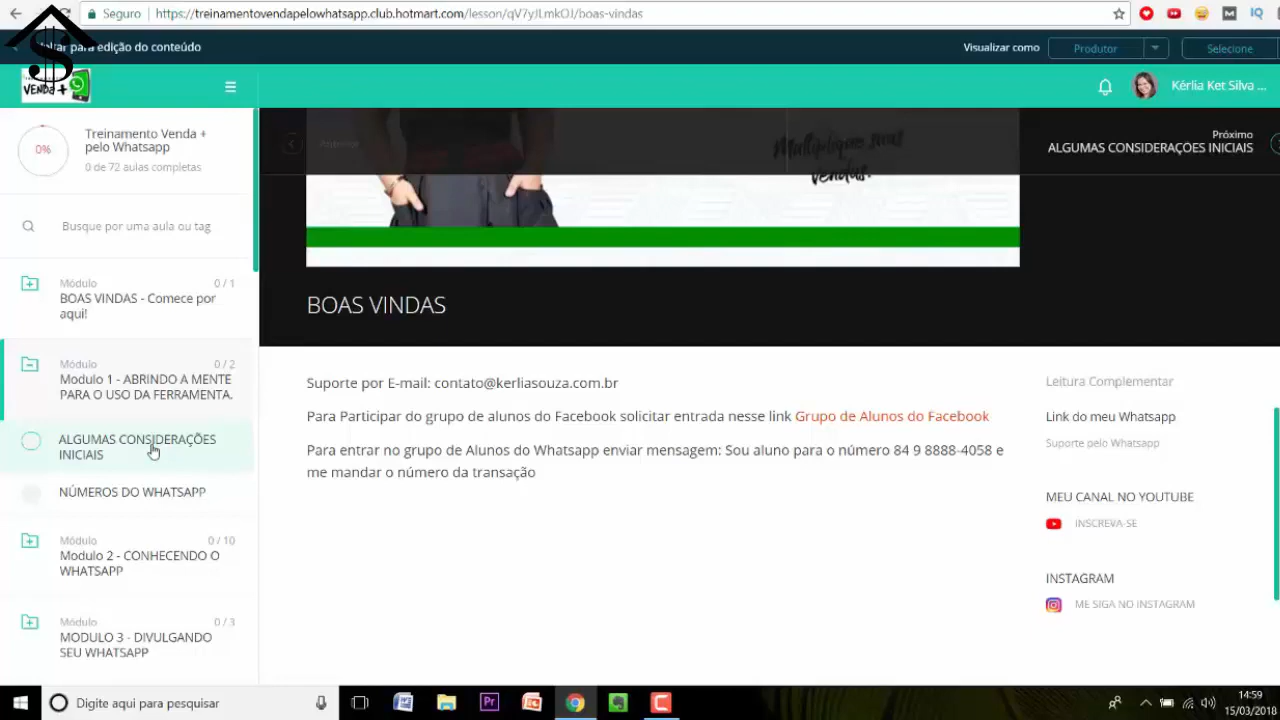 Seguro
https://treinamentovendapelowhatsapp.club.hotmart.com/lesson/qV7yJLmkOJ/boas-vindas
para edição do conteúdo
Visualizar como
Produtor
Selecione
VENDA +
Kérlia Ket Silva ...
0%
Treinamento Venda +
pelo Whatsapp
0 de 72 aulas completas
Anterior
Multiplique suas
vendas.
Próximo
ALGUMAS CONSIDERAÇÕES INICIAIS
Busque por uma aula ou tag
Módulo 0 / 1
BOAS VINDAS - Comece por
aqui!
Módulo 0 / 2
Modulo 1 - ABRINDO A MENTE
PARA O USO DA FERRAMENTA.
ALGUMAS CONSIDERAÇÕES
INICIAIS
NÚMEROS DO WHATSAPP
Módulo 0 / 10
Modulo 2 - CONHECENDO O
WHATSAPP
Módulo 0 / 3
MODULO 3 - DIVULGANDO
SEU WHATSAPP
BOAS VINDAS
Suporte por E-mail: contato@kerliasouza.com.br
Para Participar do grupo de alunos do Facebook solicitar entrada nesse link Grupo de Alunos do Facebook
Para entrar no grupo de Alunos do Whatsapp enviar mensagem: Sou aluno para o número 84 9 8888-4058 e
me mandar o número da transação
Leitura Complementar
Link do meu Whatsapp
Suporte pelo Whatsapp
MEU CANAL NO YOUTUBE
INSCREVA-SE
INSTAGRAM
ME SIGA NO INSTAGRAM
Digite aqui para pesquisar
14:59
15/03/2018